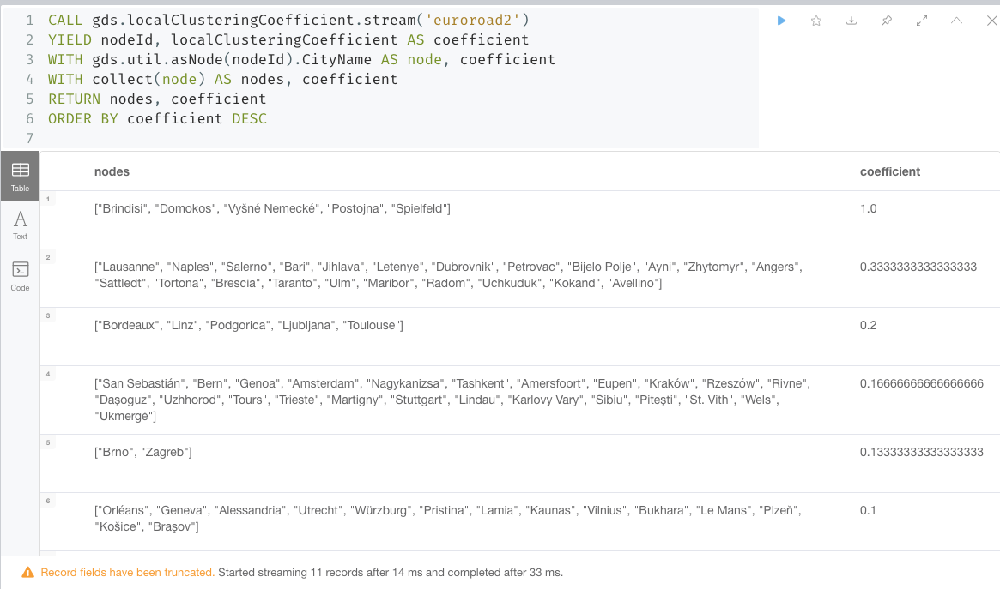 1 CALL gds.localClusteringCoefficient.stream('euroroad2')
2 YIELD nodeId, localClusteringCoefficient AS coefficient
3 WITH gds.util.asNode(nodeId).CityName AS node, coefficient
4 WITH collect(node) AS nodes, coefficient
5 RETURN nodes, coefficient
6 ORDER BY coefficient DESC
7
Table
Text
Code
nodes coefficient
1
["Brindisi", "Domokos", "Vyšné Nemecké", "Postojna", "Spielfeld"] 1.0
2
["Lausanne", "Naples", "Salerno", "Bari", "Jihlava", "Letenye", "Dubrovnik", "Petrovac", "Bijelo Polje", "Ayni", "Zhytomyr", "Angers", 0.3333333333333333
"Sattledt", "Tortona", "Brescia", "Taranto", "Ulm", "Maribor", "Radom", "Uchkuduk", "Kokand", "Avellino"]
3
["Bordeaux", "Linz", "Podgorica", "Ljubljana", "Toulouse"] 0.2
4
["San Sebastián", "Bern", "Genoa", "Amsterdam", "Nagykanizsa", "Tashkent", "Amersfoort", "Eupen", "Kraków", "Rzeszów", "Rivne", 0.16666666666666666
"Daşoguz", "Uzhhorod", "Tours", "Trieste", "Martigny", "Stuttgart", "Lindau", "Karlovy Vary", "Sibiu", "Piteşti", "St. Vith", "Wels",
"Ukmergė"]
5
["Brno", "Zagreb"] 0.13333333333333333
6
["Orléans", "Geneva", "Alessandria", "Utrecht", "Würzburg", "Pristina", "Lamia", "Kaunas", "Vilnius", "Bukhara", "Le Mans", "Plzeň", 0.1
"Košice", "Braşov"]
Record fields have been truncated. Started streaming 11 records after 14 ms and completed after 33 ms.